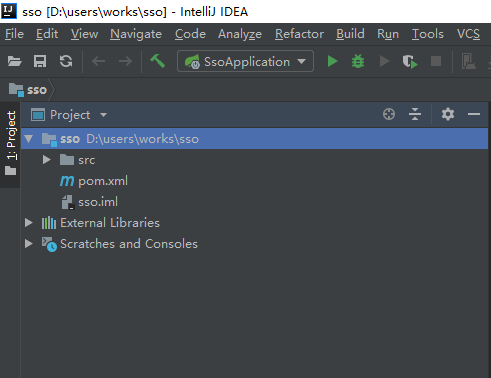 IJ sso [D:\users\works\sso] - IntelliJ IDEA
File Edit View Navigate Code Analyze Refactor Build Run Tools VCS
SsoApplication
sso
1: Project
Project
sso D:\users\works\sso
src
m pom.xml
sso.iml
External Libraries
Scratches and Consoles